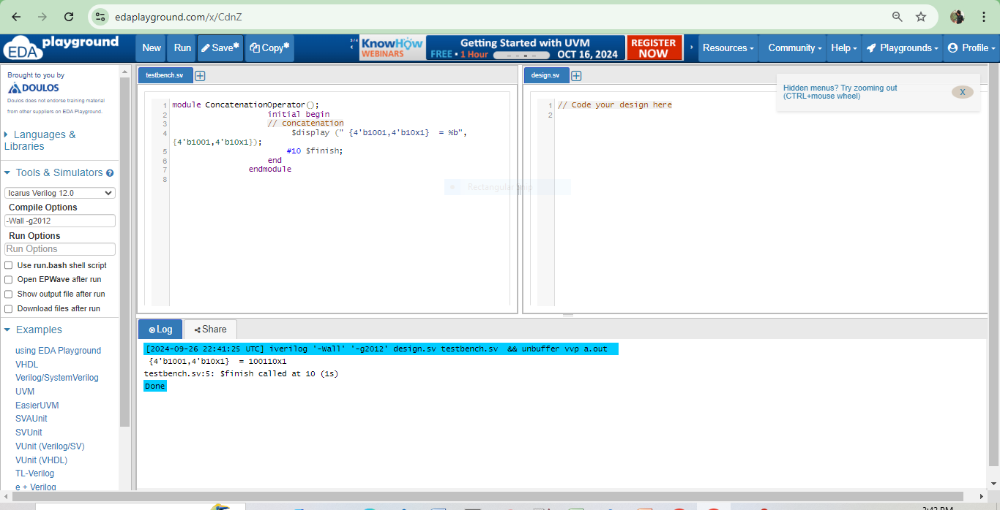 edaplayground.com/x/CdnZ
EDA playground
New
Run
Save*
Copy*
3/4
KnowHow
WEBINARS
Getting Started with UVM
FREE • 1 Hour
OCT 16, 2024
REGISTER
NOW
Resources
Community
Help
Playgrounds
Profile
Brought to you by
DOULOS
Doulos does not endorse training material
from other suppliers on EDA Playground.
Languages &
Libraries
Tools & Simulators
Icarus Verilog 12.0
Compile Options
-Wall -g2012
Run Options
Run Options
Use run.bash shell script
Open EPWave after run
Show output file after run
Download files after run
Examples
using EDA Playground
VHDL
Verilog/SystemVerilog
UVM
EasierUVM
SVAUnit
SVUnit
VUnit (Verilog/SV)
VUnit (VHDL)
TL-Verilog
e + Verilog
testbench.sv
1 module ConcatenationOperator();
2 initial begin
3 // concatenation
4 $display (" {4'b1001,4'b10x1}  = %b",
{4'b1001,4'b10x1});
5 #10 $finish;
6 end
7 endmodule
8
design.sv
1 // Code your design here
2
Hidden menus? Try zooming out
(CTRL+mouse wheel)
X
Log
Share
[2024-09-26 22:41:25 UTC] iverilog '-Wall' '-g2012' design.sv testbench.sv  && unbuffer vvp a.out
{4'b1001,4'b10x1}  = 100110x1
testbench.sv:5: $finish called at 10 (1s)
Done